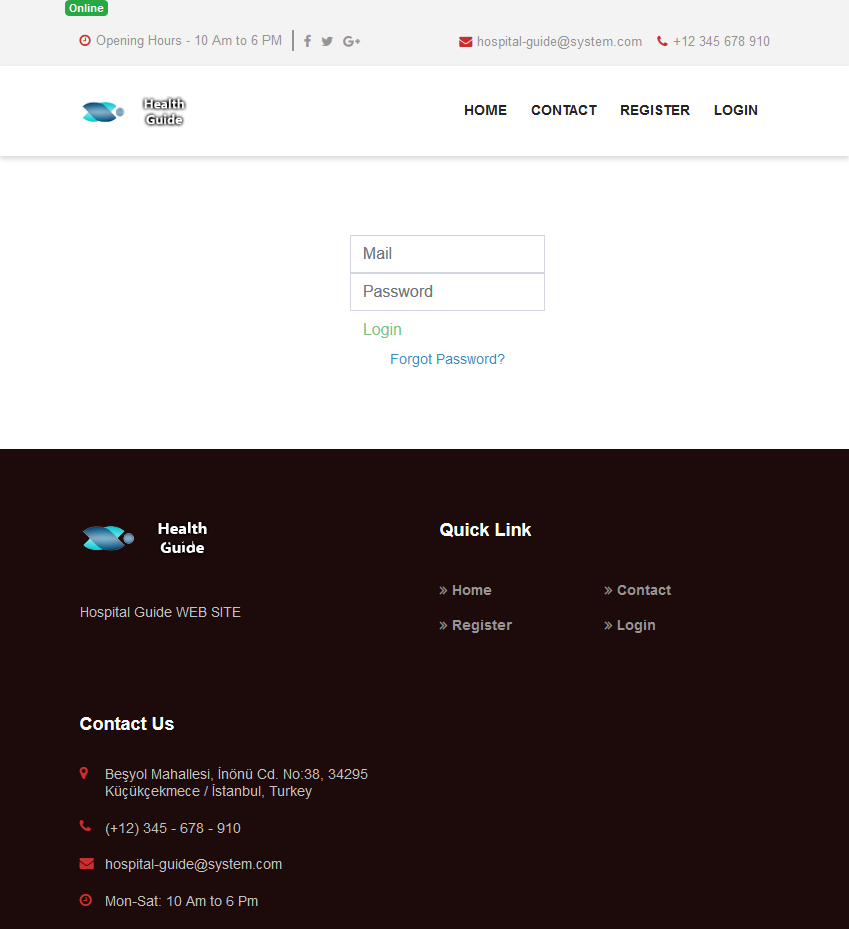 Online
Opening Hours - 10 Am to 6 PM
hospital-guide@system.com
+12 345 678 910
Health
Guide
HOME CONTACT REGISTER LOGIN
Mail
Password
Login
Forgot Password?
Health
Guide
Hospital Guide WEB SITE
Quick Link
» Home
» Contact
» Register
» Login
Contact Us
Beşyol Mahallesi, İnönü Cd. No:38, 34295
Küçükçekmece / İstanbul, Turkey
(+12) 345 - 678 - 910
hospital-guide@system.com
Mon-Sat: 10 Am to 6 Pm